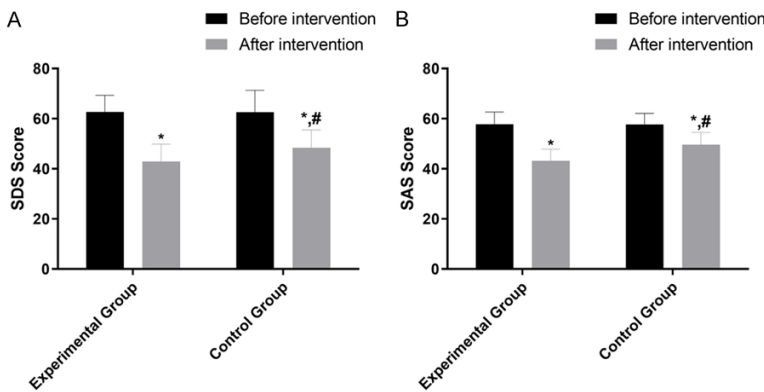 A
Before intervention
After intervention
SDS Score
80
60
40
20
0
*
*,#
Experimental Group
Control Group
B
Before intervention
After intervention
SAS Score
80
60
40
20
0
*
*,#
Experimental Group
Control Group